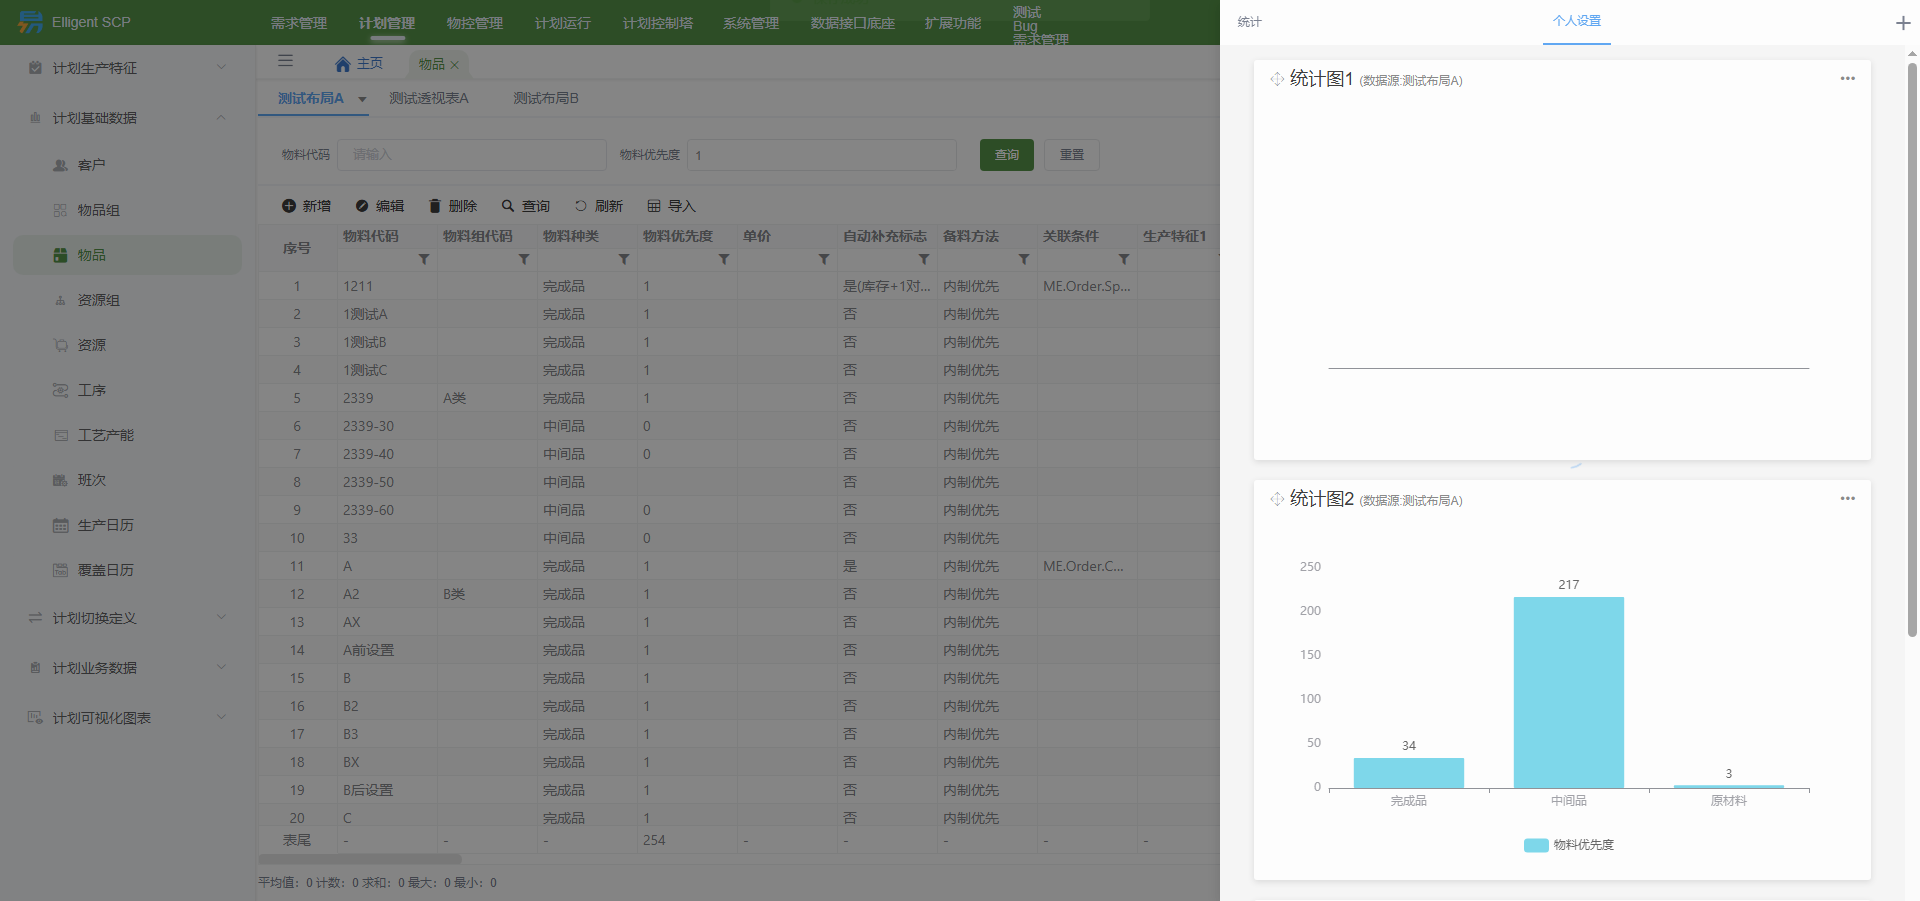 Elligent SCP
需求管理 计划管理 物控管理 计划运行 计划控制塔 系统管理 数据接口底座 扩展功能 测试 Bug 需求管理
统计 个人设置
计划生产特征
计划基础数据
客户
物品组
物品
资源组
资源
工序
工艺产能
班次
生产日历
覆盖日历
计划切换定义
计划业务数据
计划可视化图表
主页 物品
测试布局A 测试透视表A 测试布局B
物料代码 请输入 物料优先度 1 查询 重置
新增 编辑 删除 查询 刷新 导入
序号 物料代码 物料组代码 物料种类 物料优先度 单价 自动补充标志 备料方法 关联条件 生产特征1
1 1211 完成品 1 是(库存+1对... 内制优先 ME.Order.Sp...
2 1测试A 完成品 1 否 内制优先
3 1测试B 完成品 1 否 内制优先
4 1测试C 完成品 1 否 内制优先
5 2339 A类 完成品 1 否 内制优先
6 2339-30 中间品 0 否 内制优先
7 2339-40 中间品 0 否 内制优先
8 2339-50 中间品 否 内制优先
9 2339-60 中间品 0 否 内制优先
10 33 中间品 0 否 内制优先
11 A 完成品 1 是 内制优先 ME.Order.C...
12 A2 B类 完成品 1 否 内制优先
13 AX 完成品 1 否 内制优先
14 A前设置 完成品 1 否 内制优先
15 B 完成品 1 否 内制优先
16 B2 完成品 1 否 内制优先
17 B3 完成品 1 否 内制优先
18 BX 完成品 1 否 内制优先
19 B后设置 完成品 1 否 内制优先
20 C 完成品 1 否 内制优先
表尾 - - - 254 - - - - -
平均值: 0 计数: 0 求和: 0 最大: 0 最小: 0
统计图1 (数据源:测试布局A)
统计图2 (数据源:测试布局A)
250
200
150
100
50
0
34
217
3
完成品 中间品 原材料
物料优先度